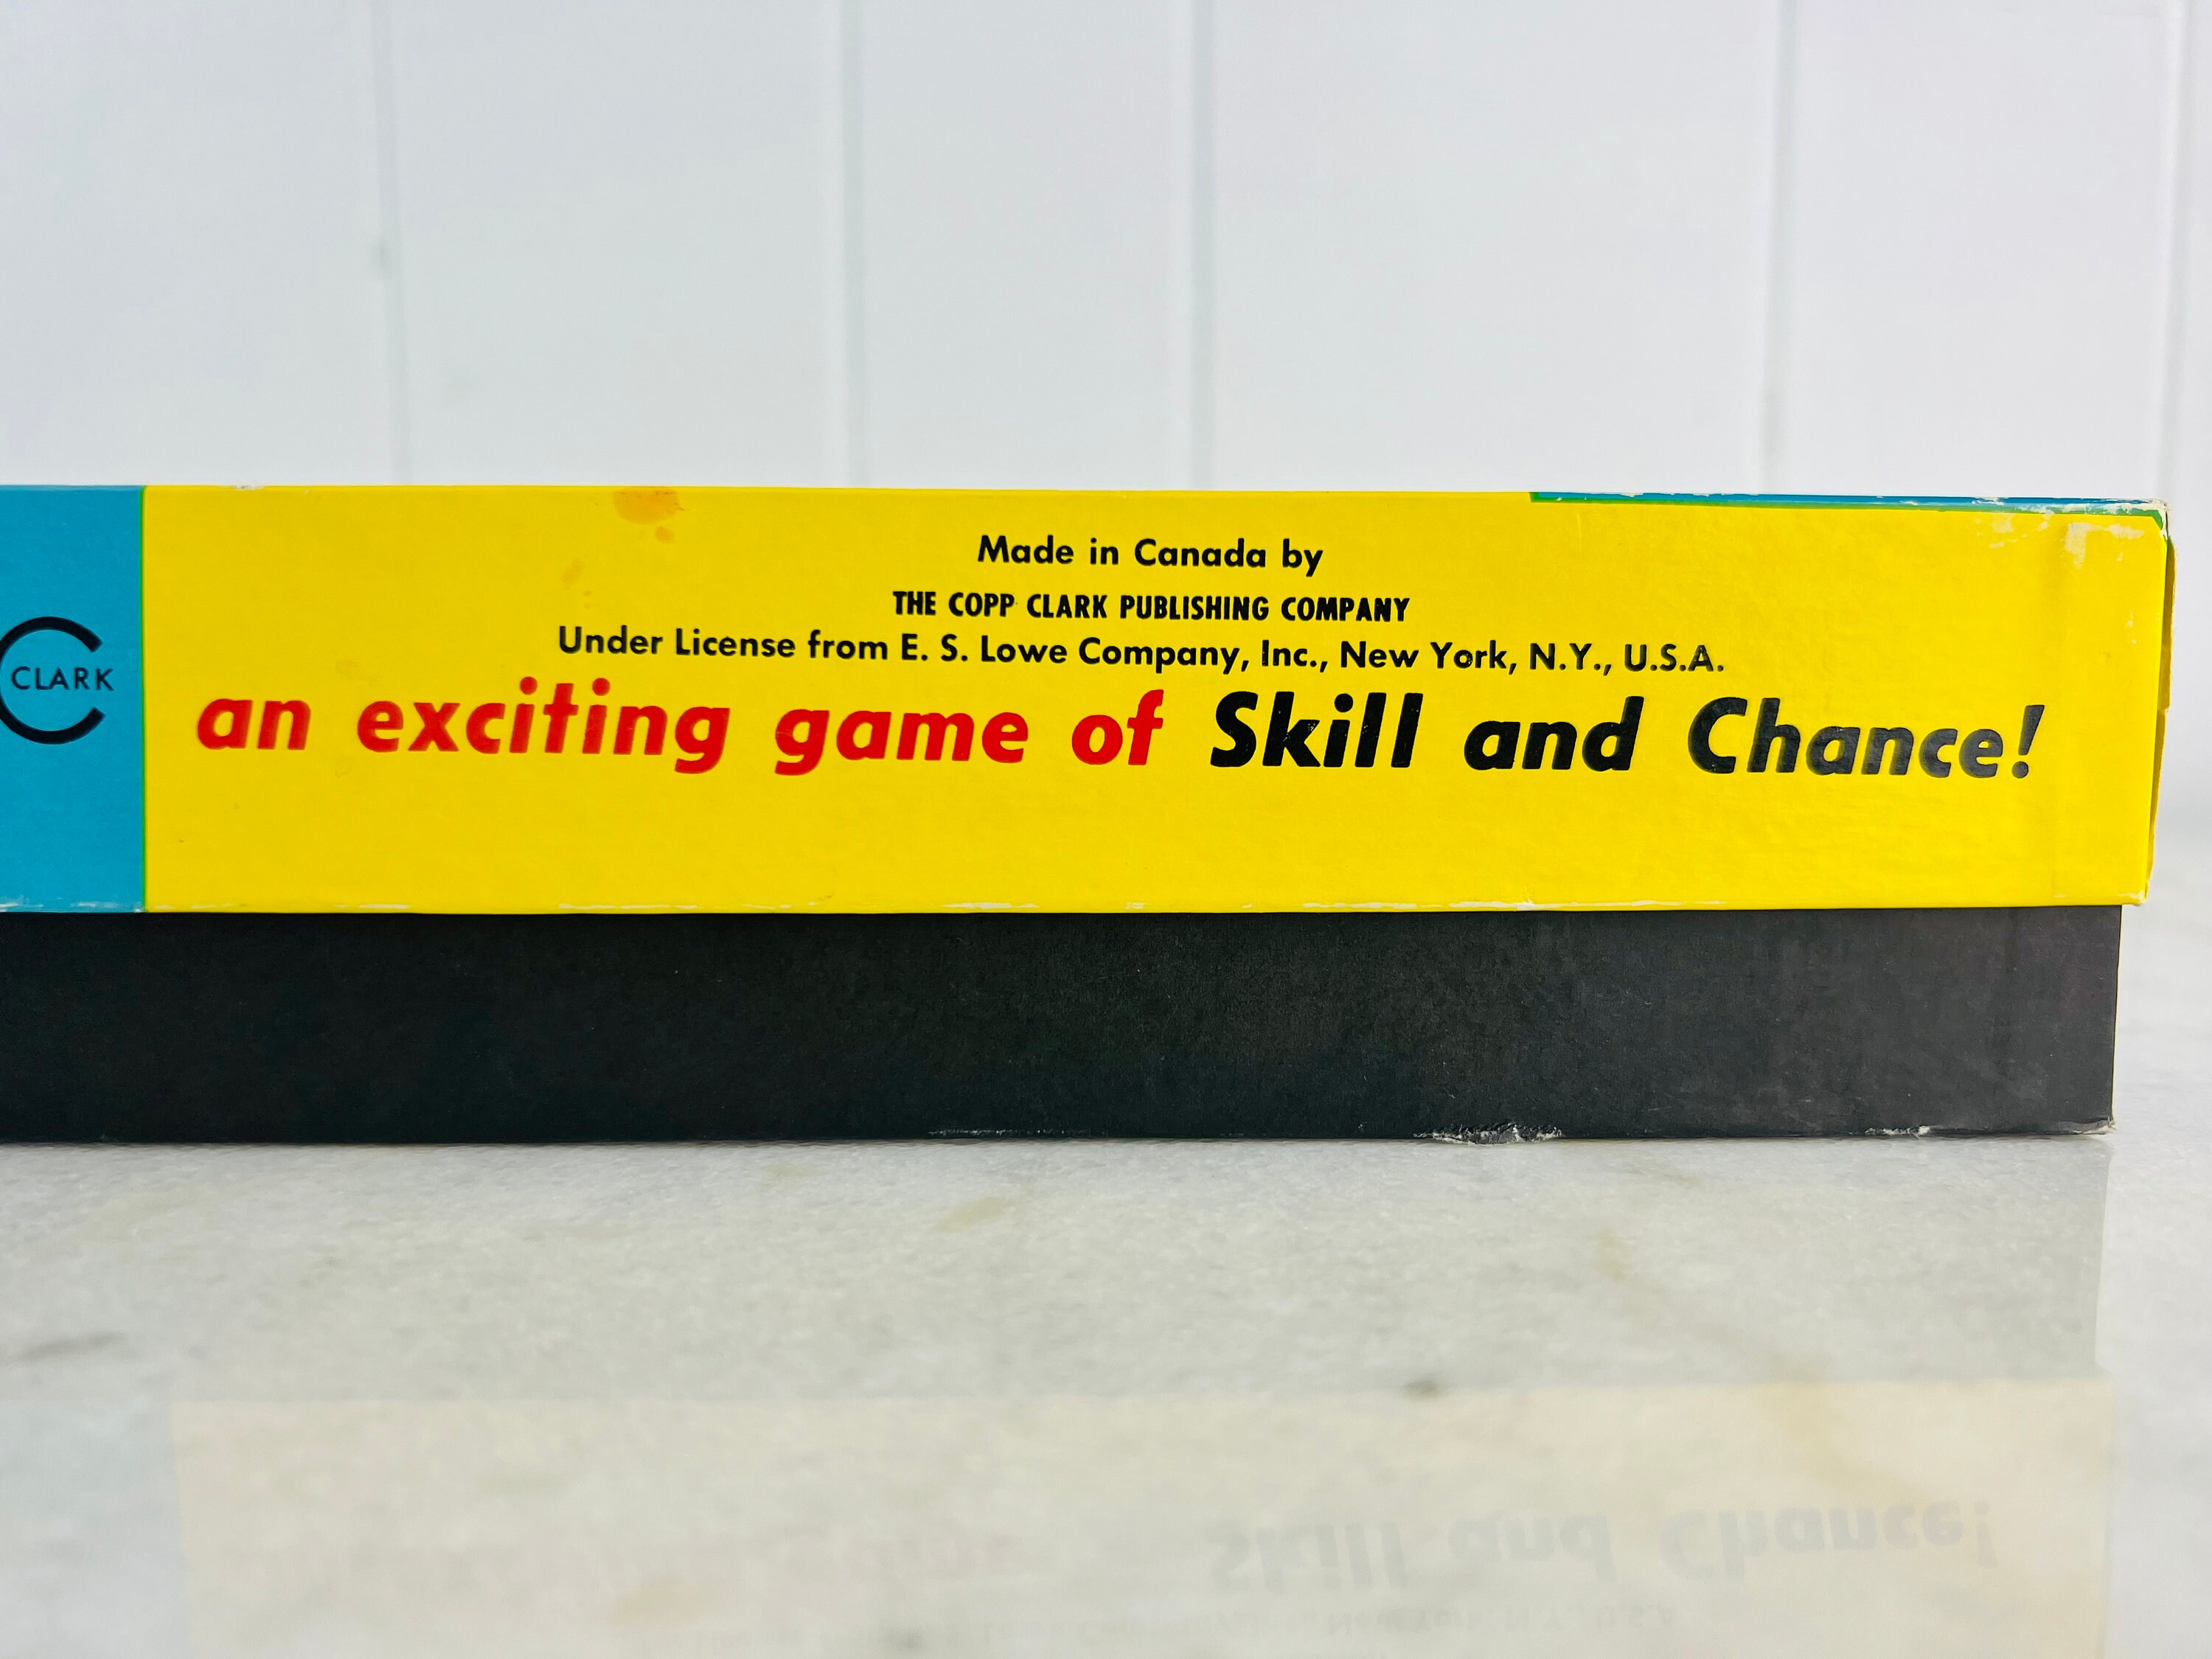 CLARK
Made in Canada by
THE COPP CLARK PUBLISHING COMPANY
Under License from E. S. Lowe Company, Inc., New York, N.Y., U.S.A.
an exciting game of Skill and Chance!